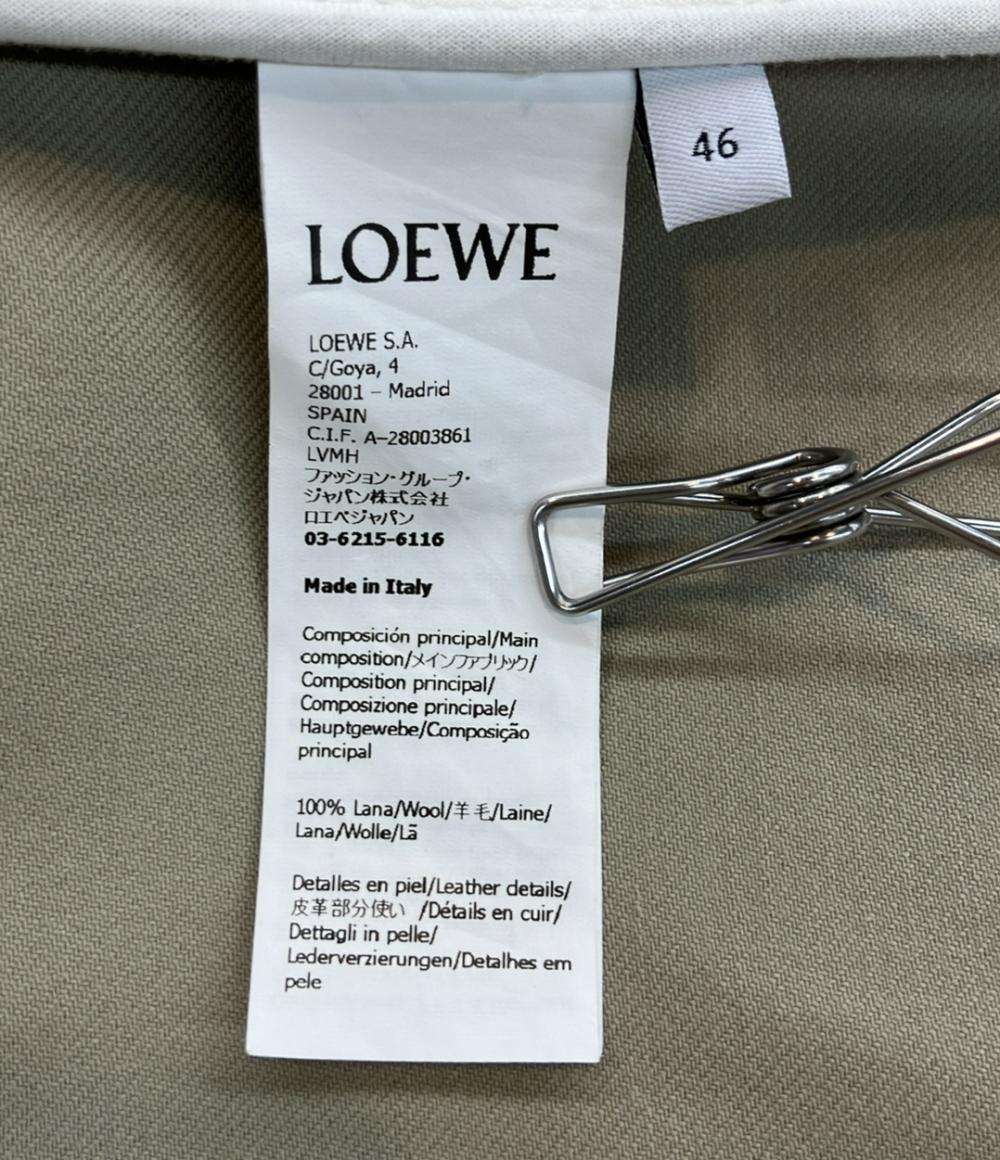 46
LOEWE
LOEWE S.A.
C/Goya, 4
28001 – Madrid
SPAIN
C.I.F. A-28003861
LVMH
ファッション・グループ・
ジャパン株式会社
ロエベジャパン
03-6215-6116
Made in Italy
Composición principal/Main
composition/メインファブリック/
Composition principal/
Composizione principale/
Hauptgewebe/Composição
principal
100% Lana/Wool/羊毛/Laine/
Lana/Wolle/Lã
Detalles en piel/Leather details/
皮革部分使い /Détails en cuir/
Dettagli in pelle/
Lederverzierungen/Detalhes em
pele